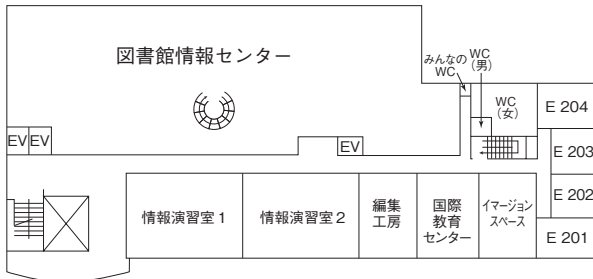 図書館情報センター
みんなのWC
WC(男)
WC(女)
E 204
EV EV
EV
E 203
E 202
E 201
情報演習室1
情報演習室2
編集工房
国際教育センター
イマージョンスペース